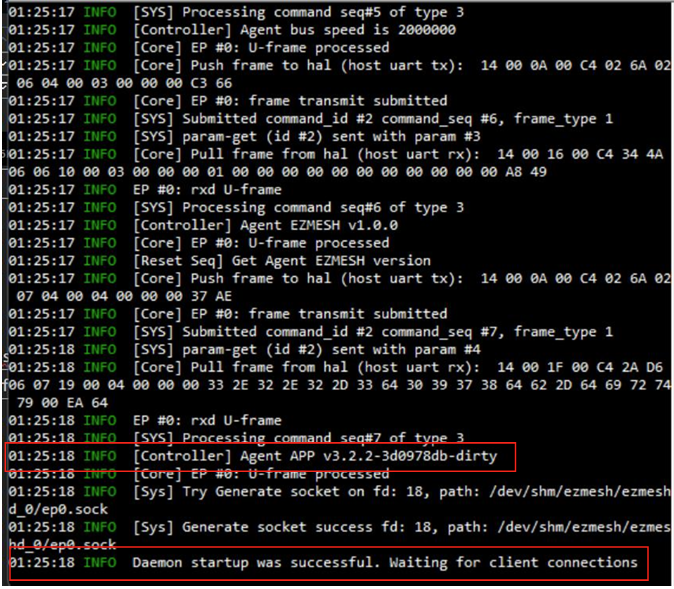 01:25:17 INFO  [SYS] Processing command seq#5 of type 3
01:25:17 INFO  [Controller] Agent bus speed is 2000000
01:25:17 INFO  [Core] EP #0: U-frame processed
01:25:17 INFO  [Core] Push frame to hal (host uart tx):  14 00 0A 00 C4 02 6A 02
06 04 00 03 00 00 00 C3 66
01:25:17 INFO  [Core] EP #0: frame transmit submitted
01:25:17 INFO  [SYS] Submitted command_id #2 command_seq #6, frame_type 1
01:25:17 INFO  [SYS] param-get (id #2) sent with param #3
01:25:17 INFO  [Core] Pull frame from hal (host uart rx):  14 00 16 00 C4 34 4A
06 06 10 00 03 00 00 00 01 00 00 00 00 00 00 00 00 00 00 00 A8 49
01:25:17 INFO  EP #0: rxd U-frame
01:25:17 INFO  [SYS] Processing command seq#6 of type 3
01:25:17 INFO  [Controller] Agent EZMESH v1.0.0
01:25:17 INFO  [Core] EP #0: U-frame processed
01:25:17 INFO  [Reset Seq] Get Agent EZMESH version
01:25:17 INFO  [Core] Push frame to hal (host uart tx):  14 00 0A 00 C4 02 6A 02
07 04 00 04 00 00 00 37 AE
01:25:17 INFO  [Core] EP #0: frame transmit submitted
01:25:17 INFO  [SYS] Submitted command_id #2 command_seq #7, frame_type 1
01:25:18 INFO  [SYS] param-get (id #2) sent with param #4
01:25:18 INFO  [Core] Pull frame from hal (host uart rx):  14 00 1F 00 C4 2A D6
06 07 19 00 04 00 00 00 33 2E 32 2E 32 2D 33 64 30 39 37 38 64 62 2D 64 69 72 74
79 00 EA 64
01:25:18 INFO  EP #0: rxd U-frame
01:25:18 INFO  [SYS] Processing command seq#7 of type 3
01:25:18 INFO  [Controller] Agent APP v3.2.2-3d0978db-dirty
01:25:18 INFO  [Core] EP #0: U-frame processed
01:25:18 INFO  [Sys] Try Generate socket on fd: 18, path: /dev/shm/ezmesh/ezmesh
d_0/ep0.sock
01:25:18 INFO  [Sys] Generate socket success fd: 18, path: /dev/shm/ezmesh/ezmes
hd_0/ep0.sock
01:25:18 INFO  Daemon startup was successful. Waiting for client connections